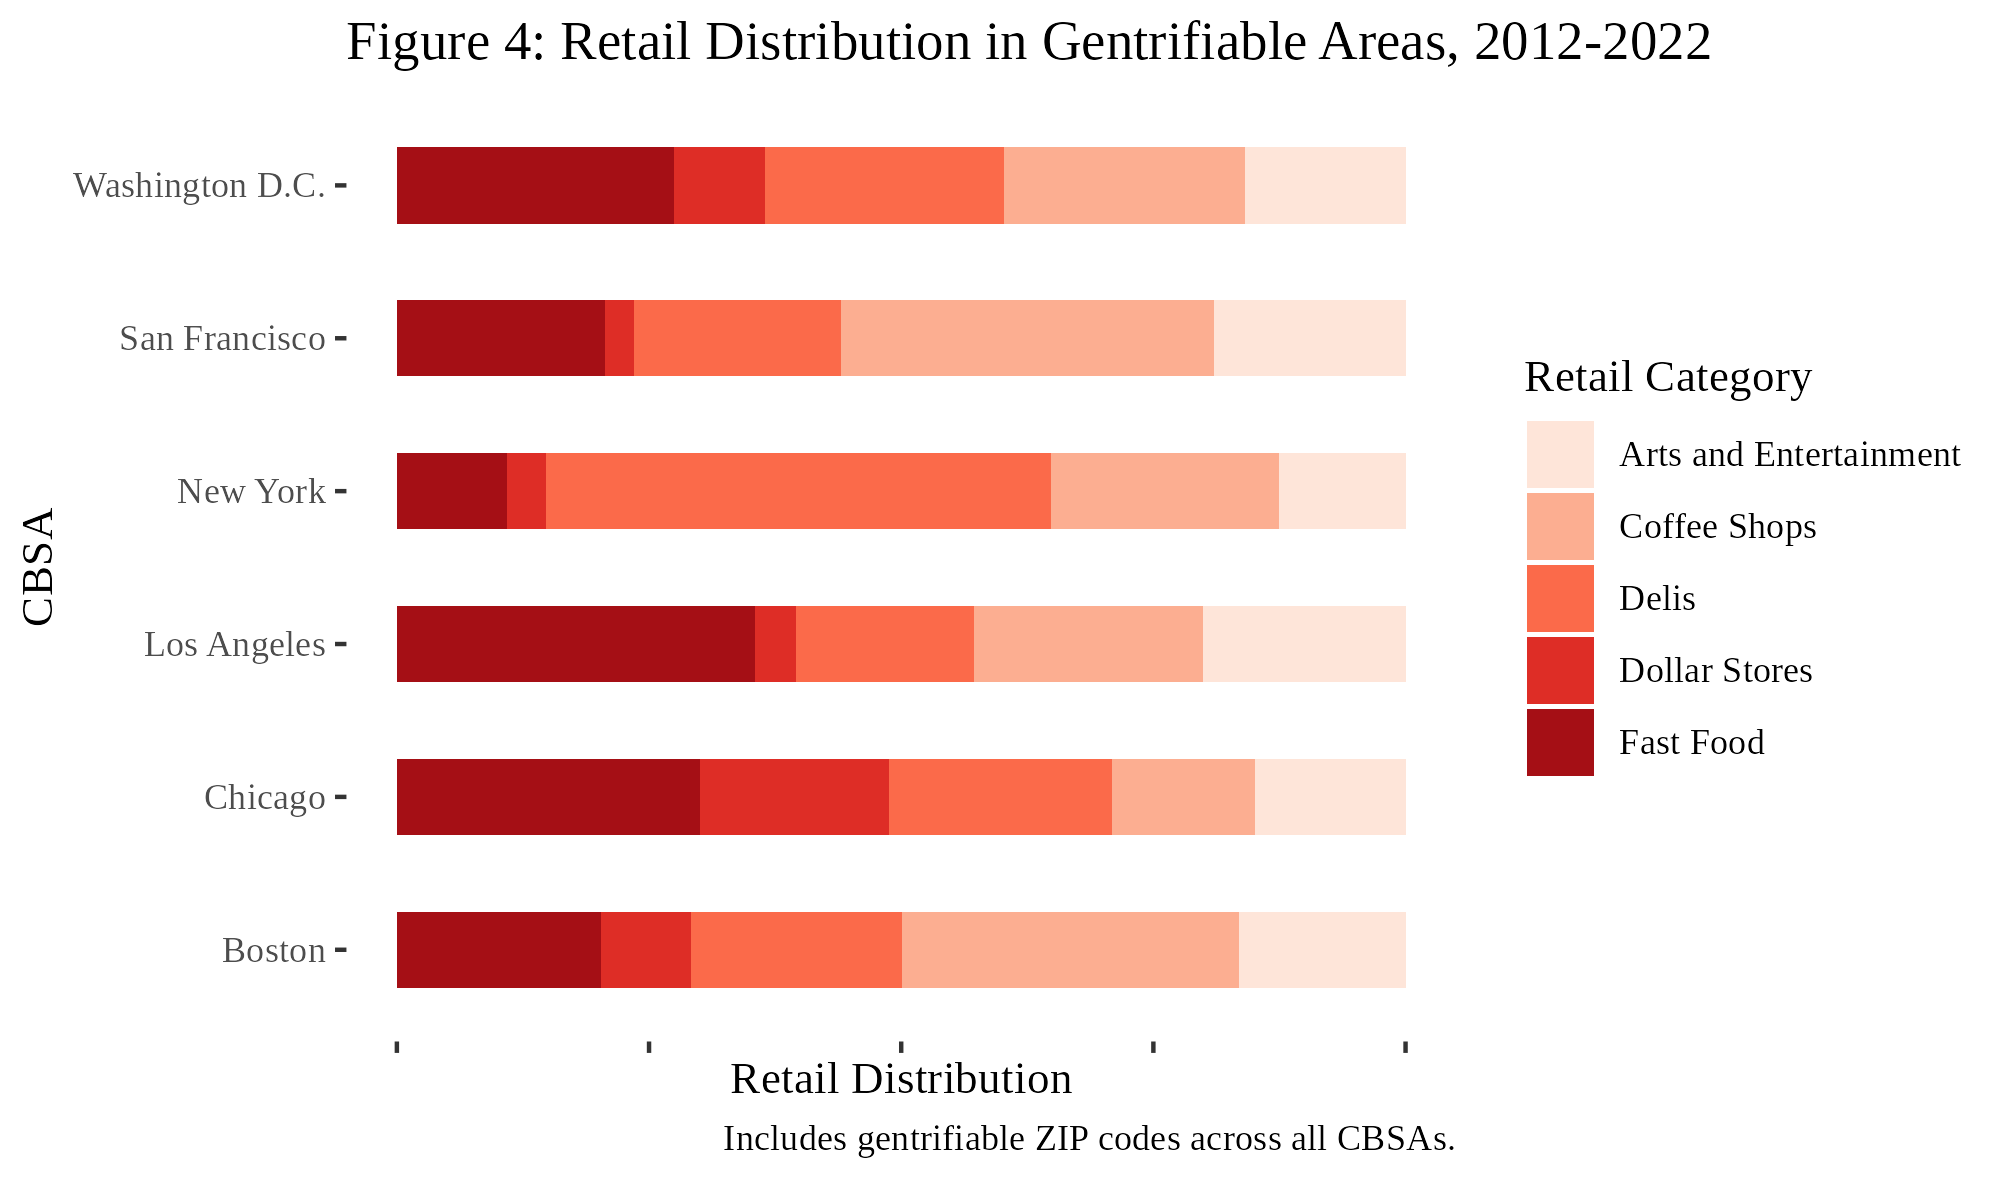 Figure 4: Retail Distribution in Gentrifiable Areas, 2012-2022
Washington D.C.
San Francisco
New York
Los Angeles
Chicago
Boston
CBSA
Retail Category
Arts and Entertainment
Coffee Shops
Delis
Dollar Stores
Fast Food
Retail Distribution
Includes gentrifiable ZIP codes across all CBSAs.